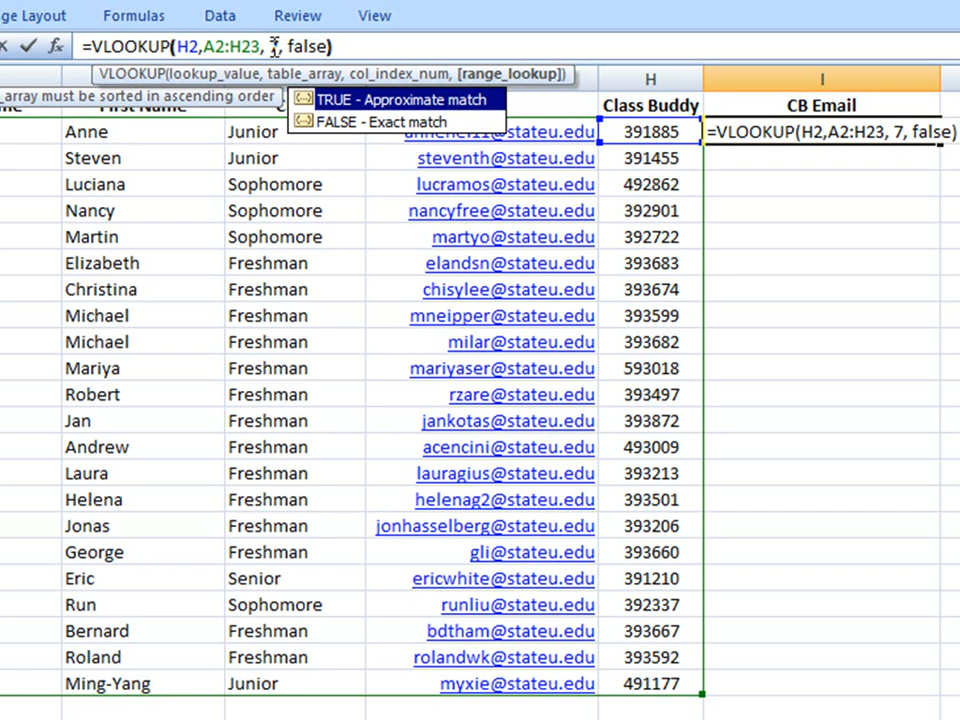 ge Layout Formulas Data Review View
fx =VLOOKUP(H2,A2:H23, 7, false)
VLOOKUP(lookup_value, table_array, col_index_num, [range_lookup])
_array must be sorted in ascending order
TRUE - Approximate match
FALSE - Exact match
H I
Class Buddy CB Email
Anne Junior annehel11@stateu.edu 391885 =VLOOKUP(H2,A2:H23, 7, false)
Steven Junior steventh@stateu.edu 391455
Luciana Sophomore lucramos@stateu.edu 492862
Nancy Sophomore nancyfree@stateu.edu 392901
Martin Sophomore martyo@stateu.edu 392722
Elizabeth Freshman elandsn@stateu.edu 393683
Christina Freshman chisylee@stateu.edu 393674
Michael Freshman mneipper@stateu.edu 393599
Michael Freshman milar@stateu.edu 393682
Mariya Freshman mariyaser@stateu.edu 593018
Robert Freshman rzare@stateu.edu 393497
Jan Freshman jankotas@stateu.edu 393872
Andrew Freshman acencini@stateu.edu 493009
Laura Freshman lauragius@stateu.edu 393213
Helena Freshman helenag2@stateu.edu 393501
Jonas Freshman jonhasselberg@stateu.edu 393206
George Freshman gli@stateu.edu 393660
Eric Senior ericwhite@stateu.edu 391210
Run Sophomore runliu@stateu.edu 392337
Bernard Freshman bdtham@stateu.edu 393667
Roland Freshman rolandwk@stateu.edu 393592
Ming-Yang Junior myxie@stateu.edu 491177